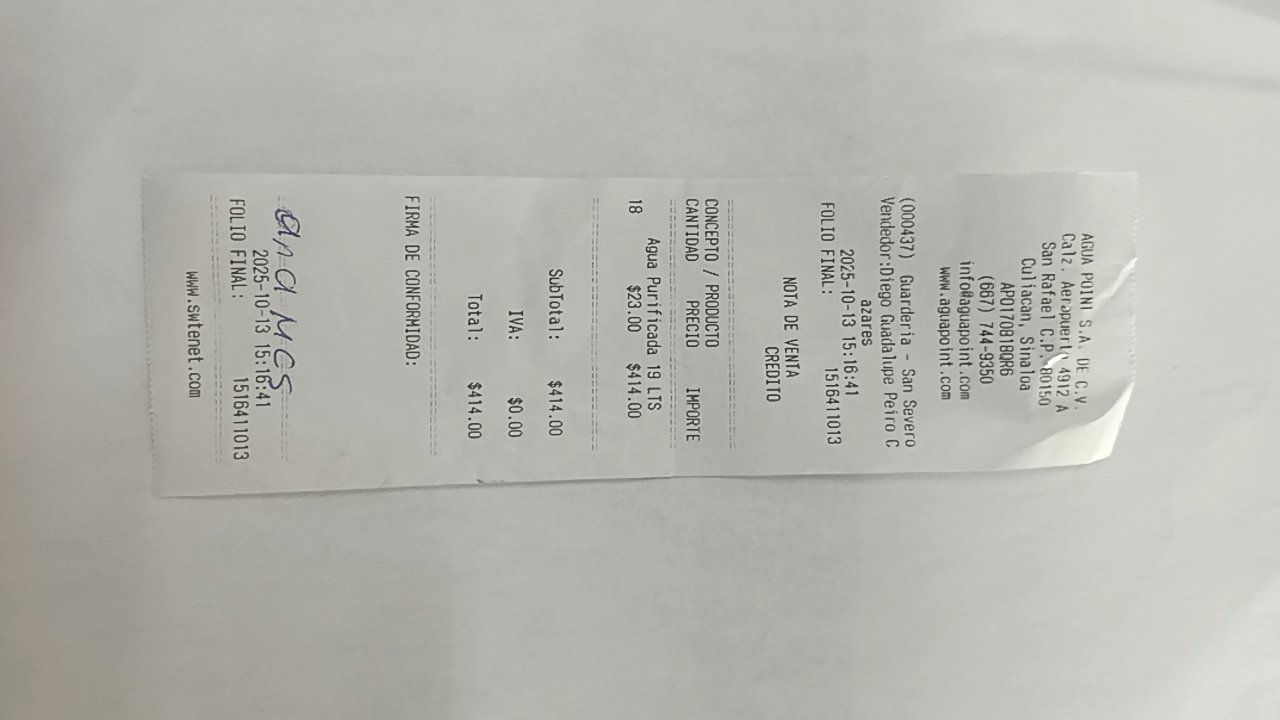 AGUA POINT S.A. DE C.V.
Calz. Aeropuerto 4912 A
San Rafael C.P. 80150
Culiacan, Sinaloa
APO170818QR6
(667) 744-9350
info@aguapoint.com
www.aguapoint.com
(000437) Guarderia - San Severo
Vendedor:Diego Guadalupe Peiro C
azares
2025-10-13 15:16:41
FOLIO FINAL: 1516411013
NOTA DE VENTA
CREDITO
CONCEPTO / PRODUCTO
CANTIDAD PRECIO IMPORTE
Agua Purificada 19 LTS
18 $23.00 $414.00
SubTotal: $414.00
IVA: $0.00
Total: $414.00
FIRMA DE CONFORMIDAD:
ana Mes
2025-10-13 15:16:41
FOLIO FINAL: 1516411013
www.swtenet.com